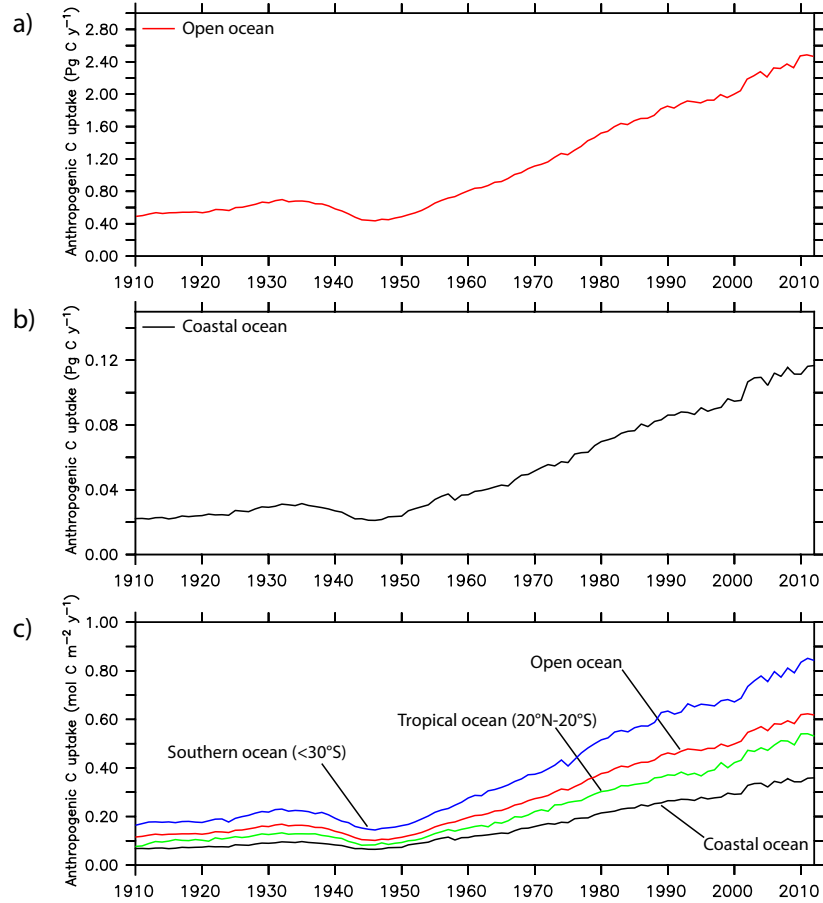 a)
Anthropogenic C uptake (Pg C y⁻¹)
2.80
2.40
2.00
1.60
1.20
0.80
0.40
0.00
Open ocean
1910 1920 1930 1940 1950 1960 1970 1980 1990 2000 2010
b)
Anthropogenic C uptake (Pg C y⁻¹)
0.12
0.08
0.04
0.00
Coastal ocean
1910 1920 1930 1940 1950 1960 1970 1980 1990 2000 2010
c)
Anthropogenic C uptake (mol C m⁻² y⁻¹)
1.00
0.80
0.60
0.40
0.20
0.00
Open ocean
Tropical ocean (20°N-20°S)
Southern ocean (<30°S)
Coastal ocean
1910 1920 1930 1940 1950 1960 1970 1980 1990 2000 2010